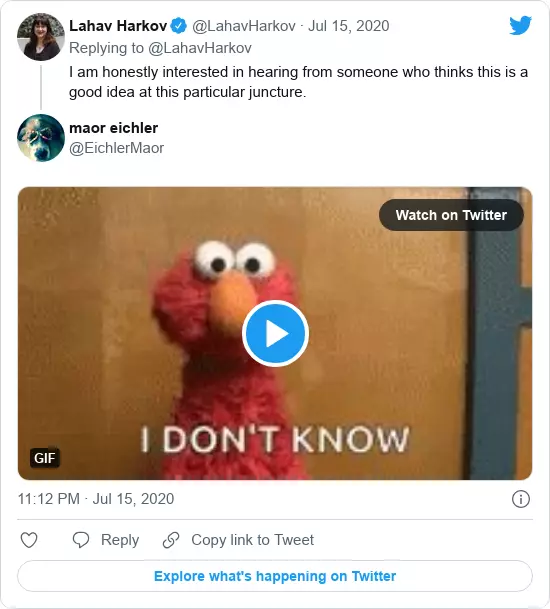 Lahav Harkov @LahavHarkov · Jul 15, 2020
Replying to @LahavHarkov
I am honestly interested in hearing from someone who thinks this is a
good idea at this particular juncture.
maor eichler
@EichlerMaor
Watch on Twitter
I DON'T KNOW
GIF
11:12 PM · Jul 15, 2020
Reply
Copy link to Tweet
Explore what's happening on Twitter